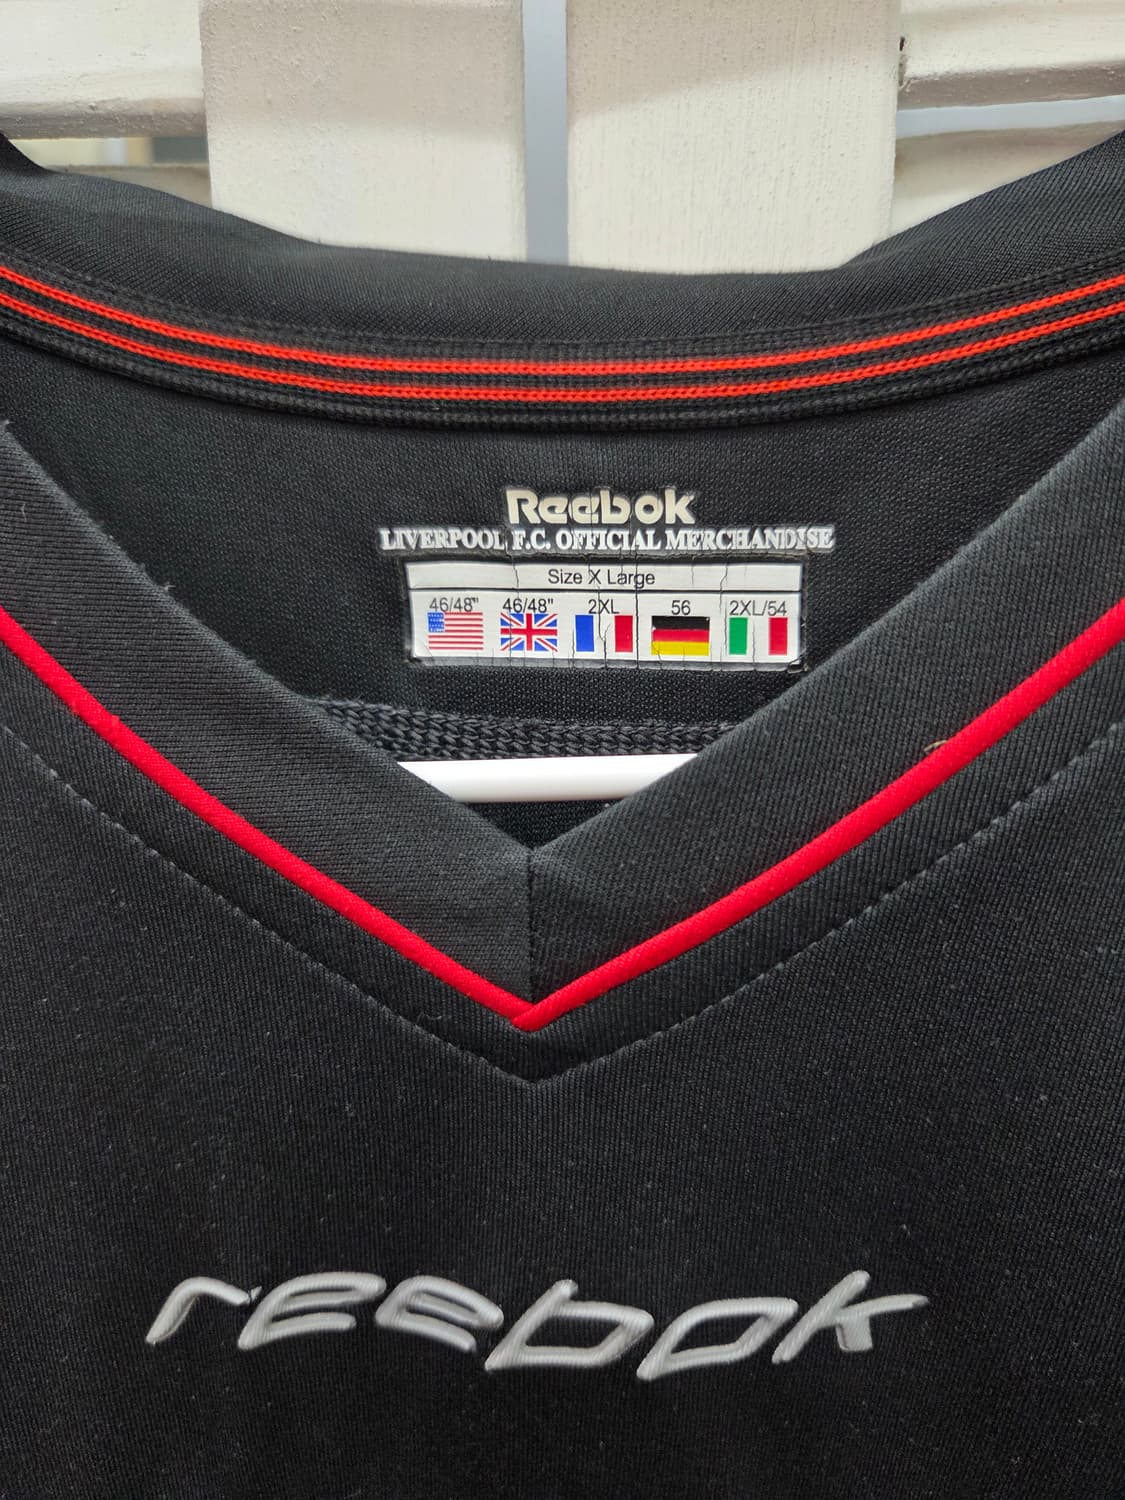 Reebok
LIVERPOOL F.C. OFFICIAL MERCHANDISE
Size X Large
46/48" 46/48" 2XL 56 2XL/54
reebok